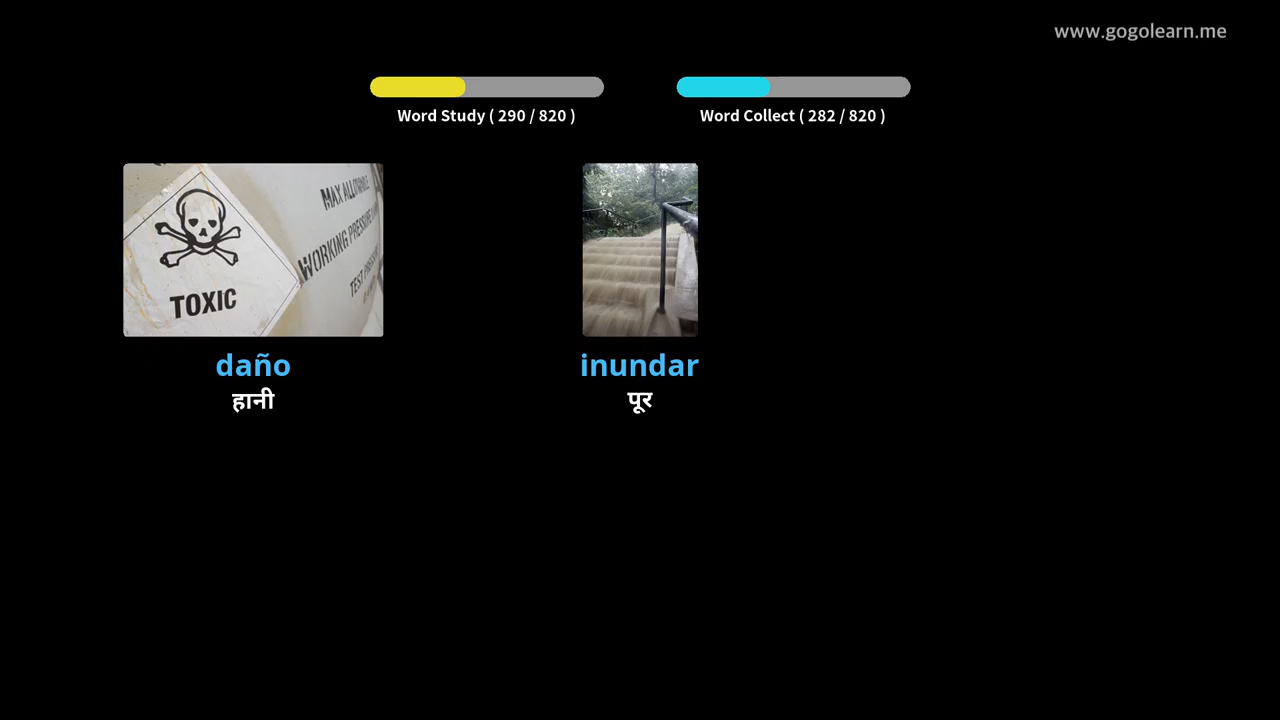 www.gogolearn.me
Word Study ( 290 / 820 )
Word Collect ( 282 / 820 )
MAX ALLOWABLE
WORKING PRESSURE
TEST PRESSURE
TOXIC
daño
हानी
inundar
पूर